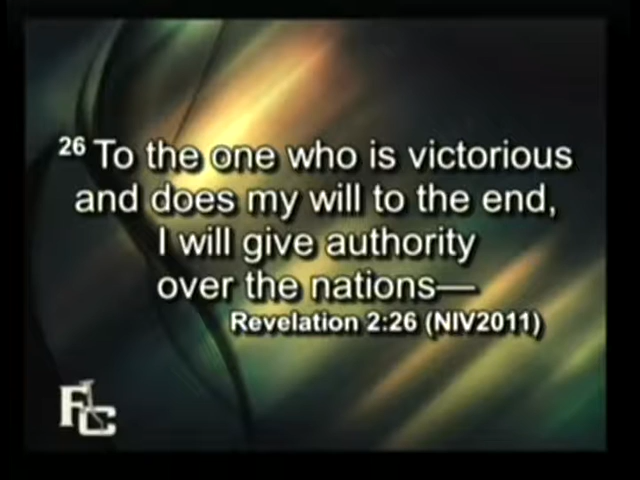 26 To the one who is victorious
and does my will to the end,
I will give authority
over the nations—
Revelation 2:26 (NIV2011)
FLC